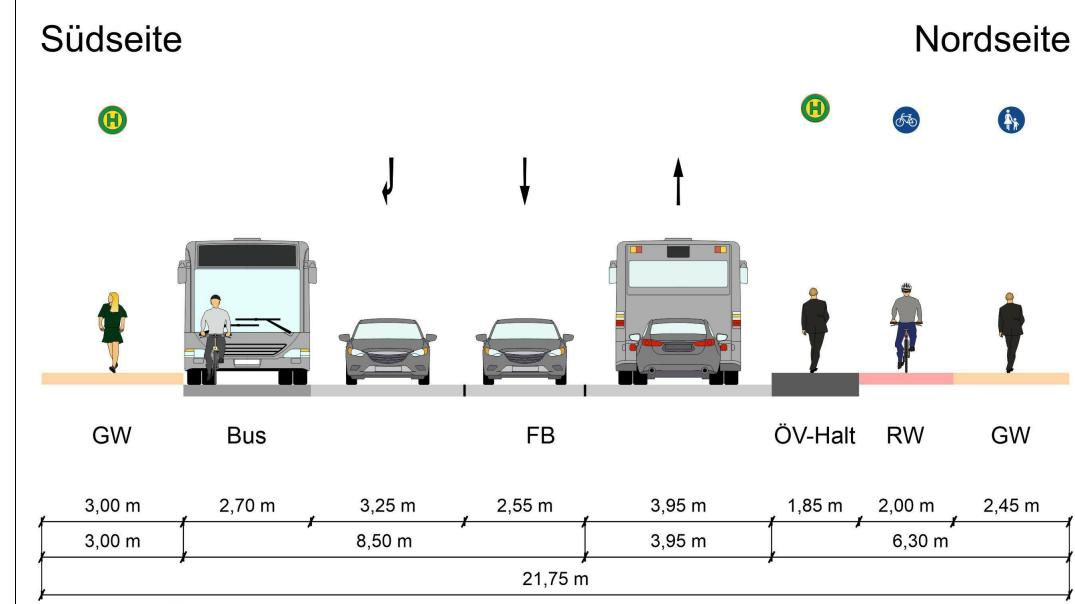 Südseite Nordseite
H H
GW Bus FB ÖV-Halt RW GW
3,00 m 2,70 m 3,25 m 2,55 m 3,95 m 1,85 m 2,00 m 2,45 m
3,00 m 8,50 m 3,95 m 6,30 m
21,75 m